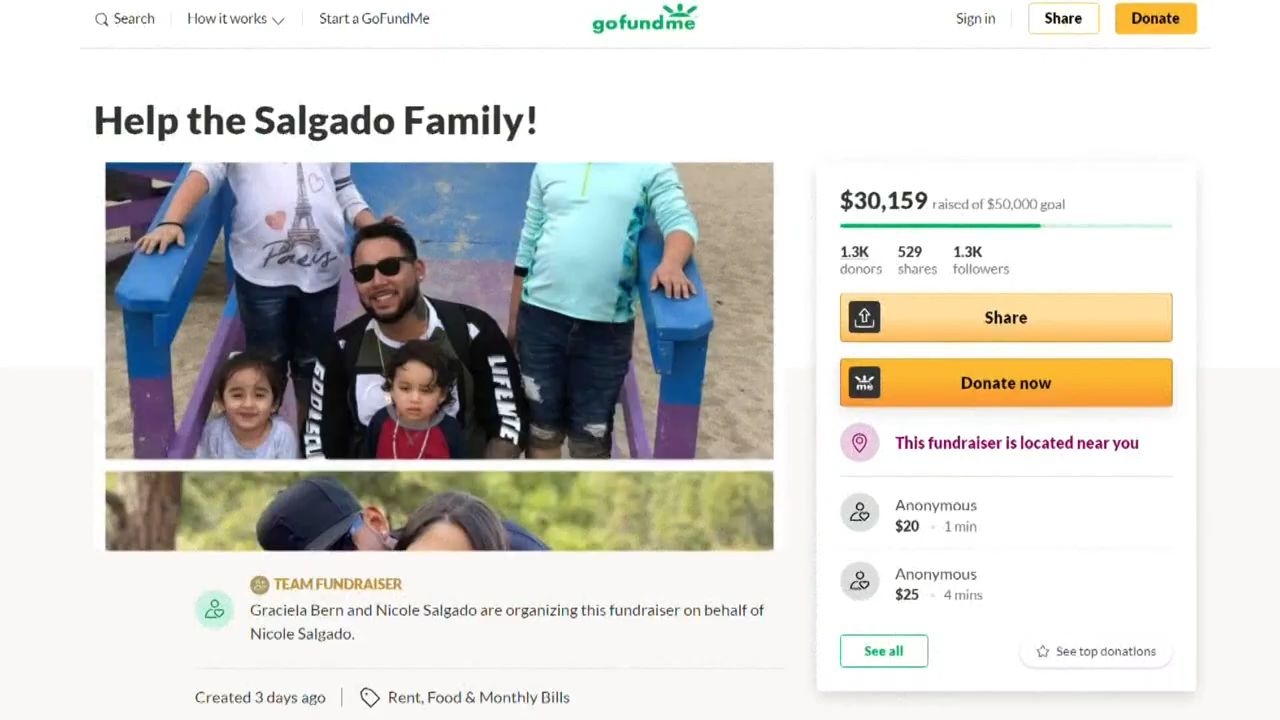 Search
How it works
Start a GoFundMe
gofundme
Sign in
Share
Donate
Help the Salgado Family!
Paris
$30,159 raised of $50,000 goal
1.3K
donors
529
shares
1.3K
followers
Share
me
Donate now
This fundraiser is located near you
Anonymous
$20 • 1 min
Anonymous
$25 • 4 mins
See all
See top donations
TEAM FUNDRAISER
Graciela Bern and Nicole Salgado are organizing this fundraiser on behalf of
Nicole Salgado.
Created 3 days ago
Rent, Food & Monthly Bills